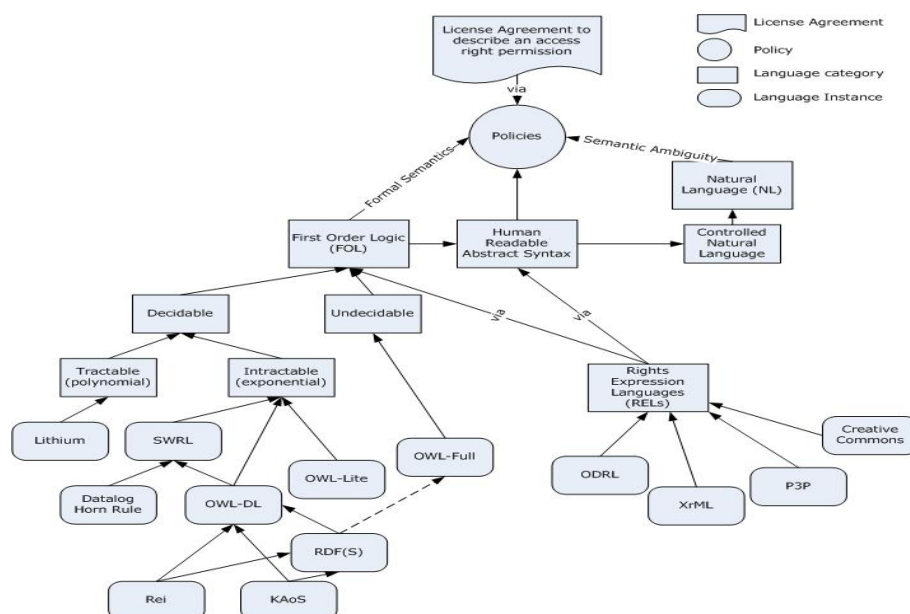 License Agreement to
describe an access
right permission
License Agreement
Policy
Language category
Language Instance
via
Policies
Formal Semantics
Semantic Ambiguity
Natural
Language (NL)
First Order Logic
(FOL)
Human
Readable
Abstract Syntax
Controlled
Natural
Language
Decidable
Undecidable
via
via
Tractable
(polynomial)
Intractable
(exponential)
Rights
Expression
Languages
(RELs)
Lithium
SWRL
OWL-Full
Creative
Commons
Datalog
Horn Rule
OWL-DL
OWL-Lite
ODRL
XrML
P3P
RDF(S)
Rei
KAoS